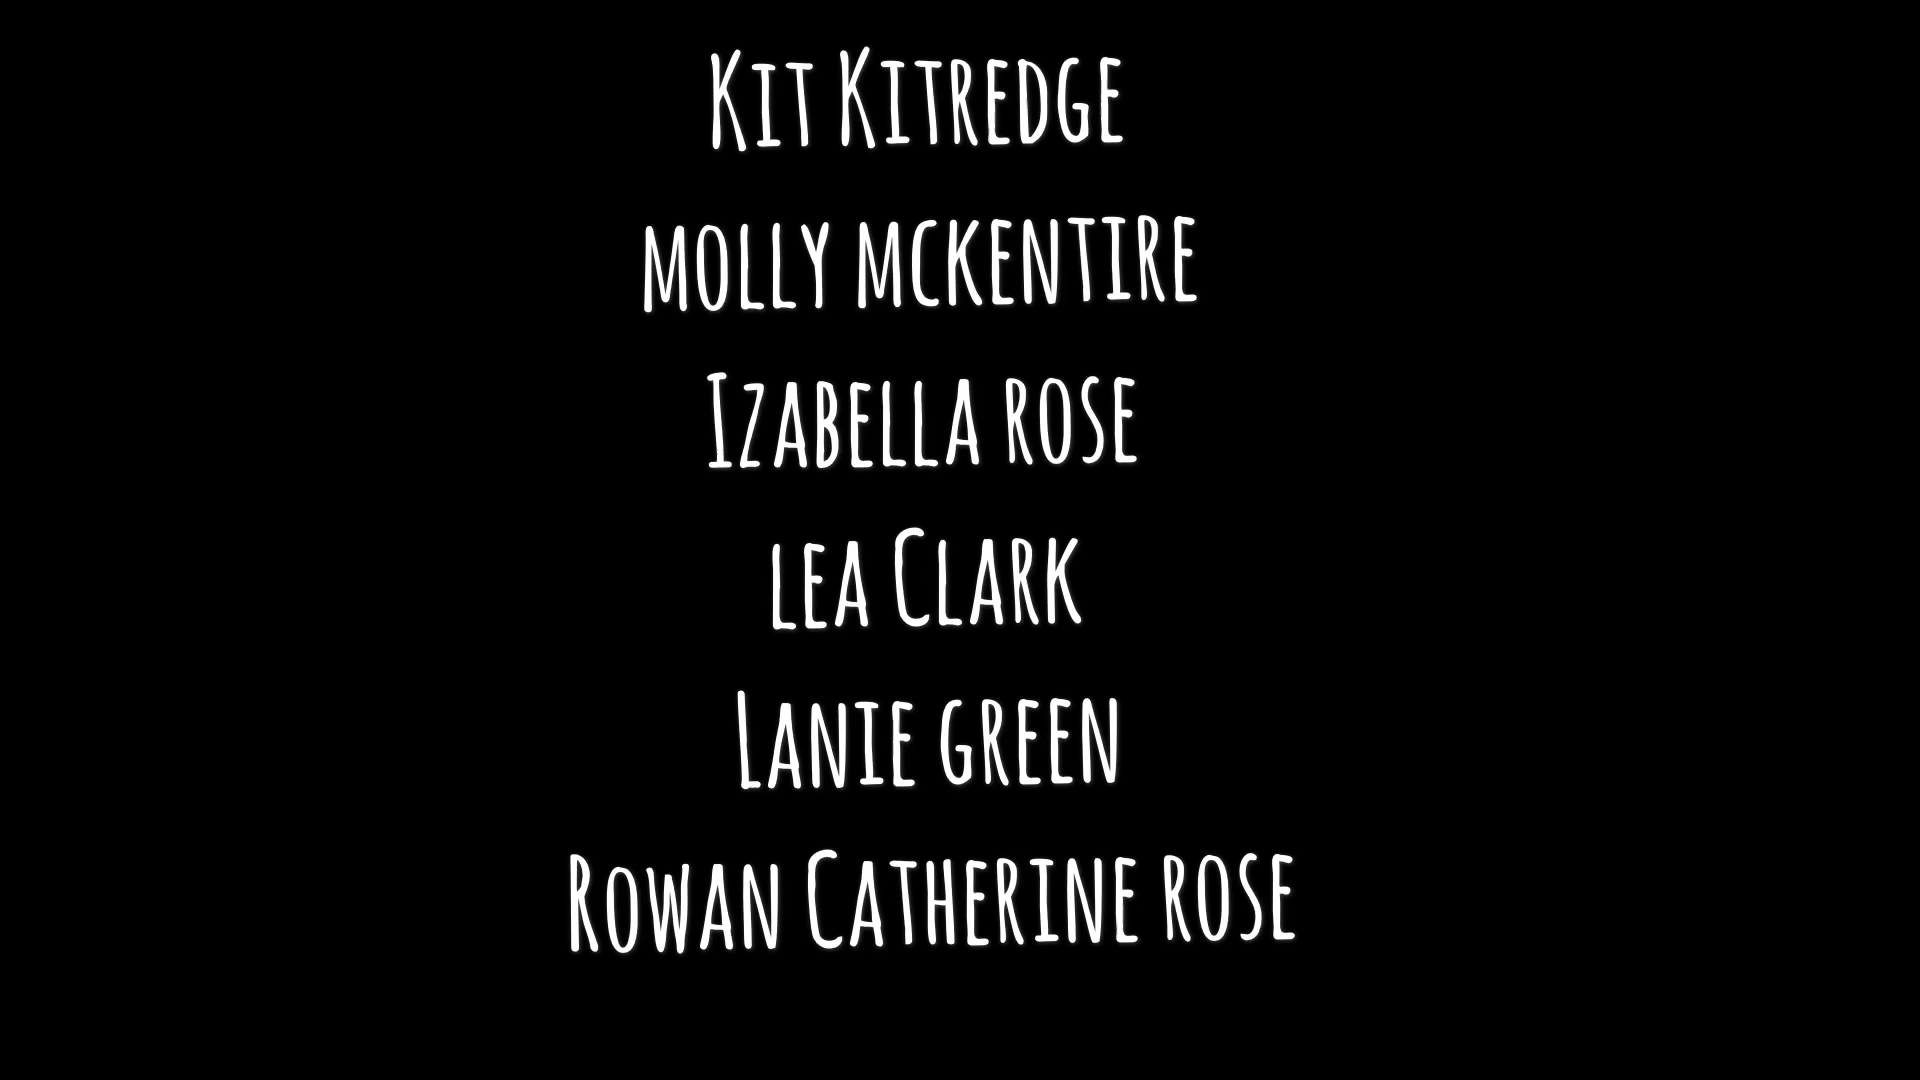 Kit Kitredge
molly mckentire
Izabella rose
lea Clark
Lanie green
Rowan Catherine rose